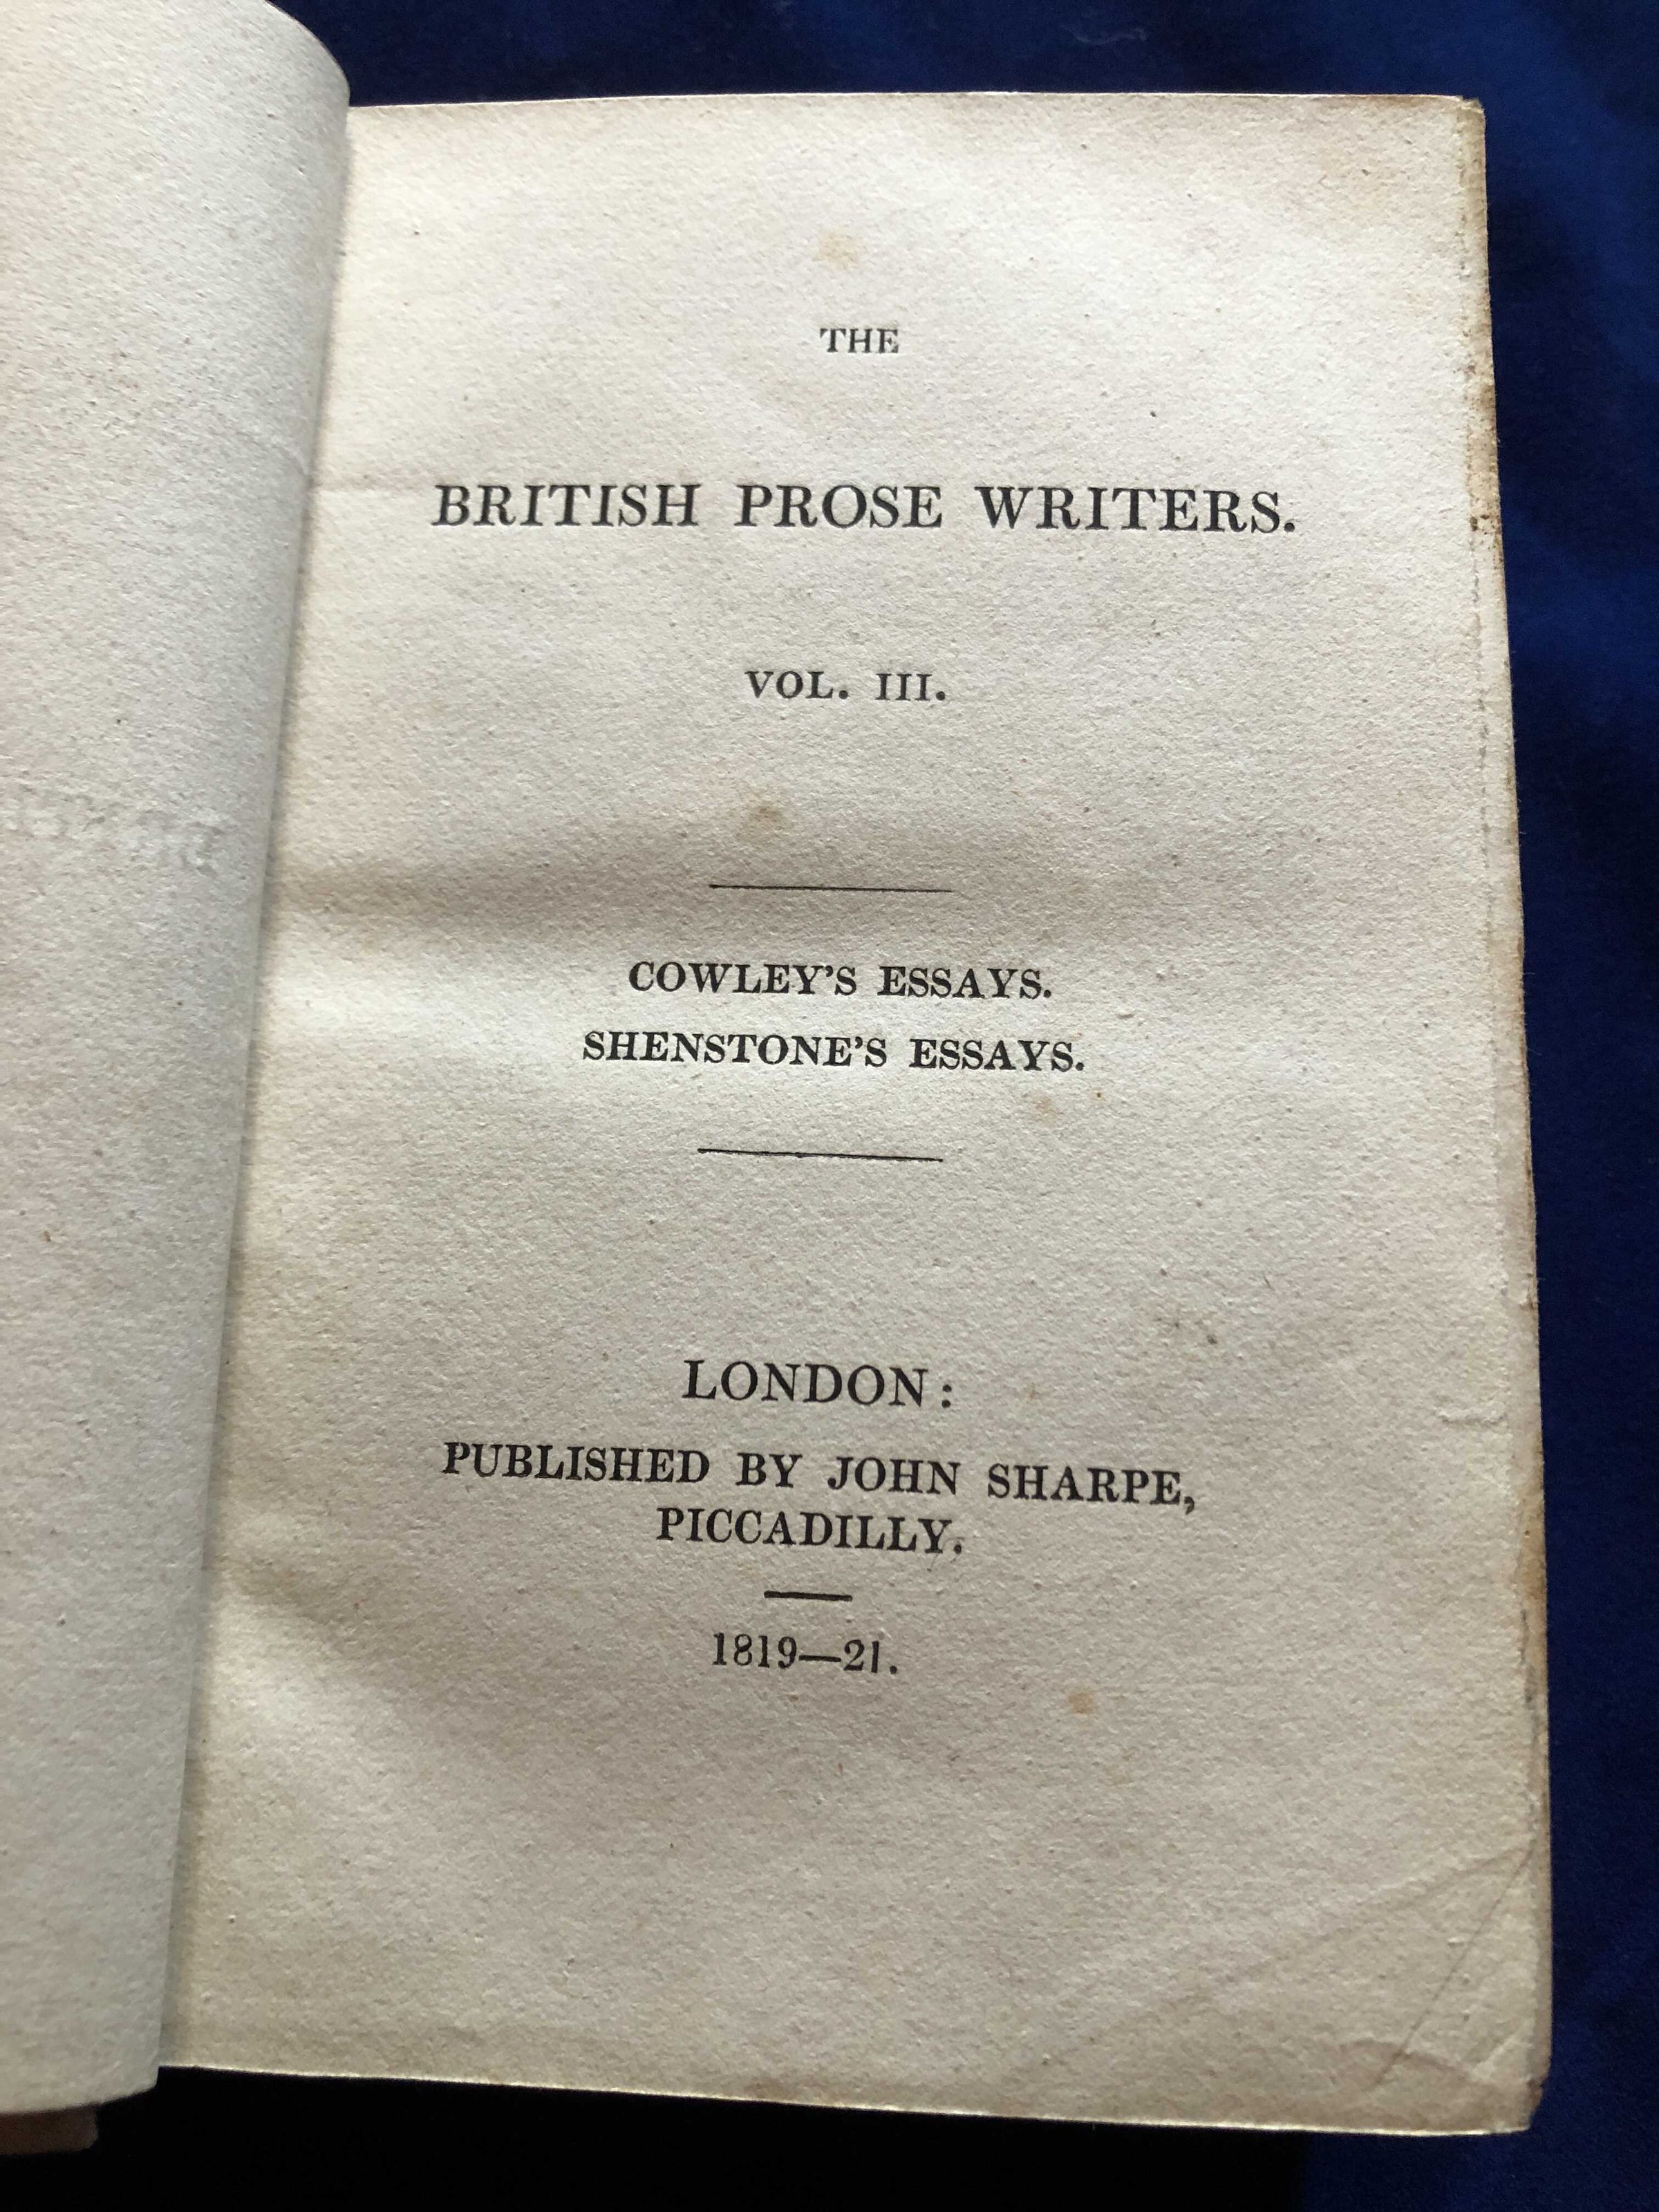 THE
BRITISH PROSE WRITERS.
VOL. III.
COWLEY'S ESSAYS.
SHENSTONE'S ESSAYS.
LONDON:
PUBLISHED BY JOHN SHARPE,
PICCADILLY.
1819—21.